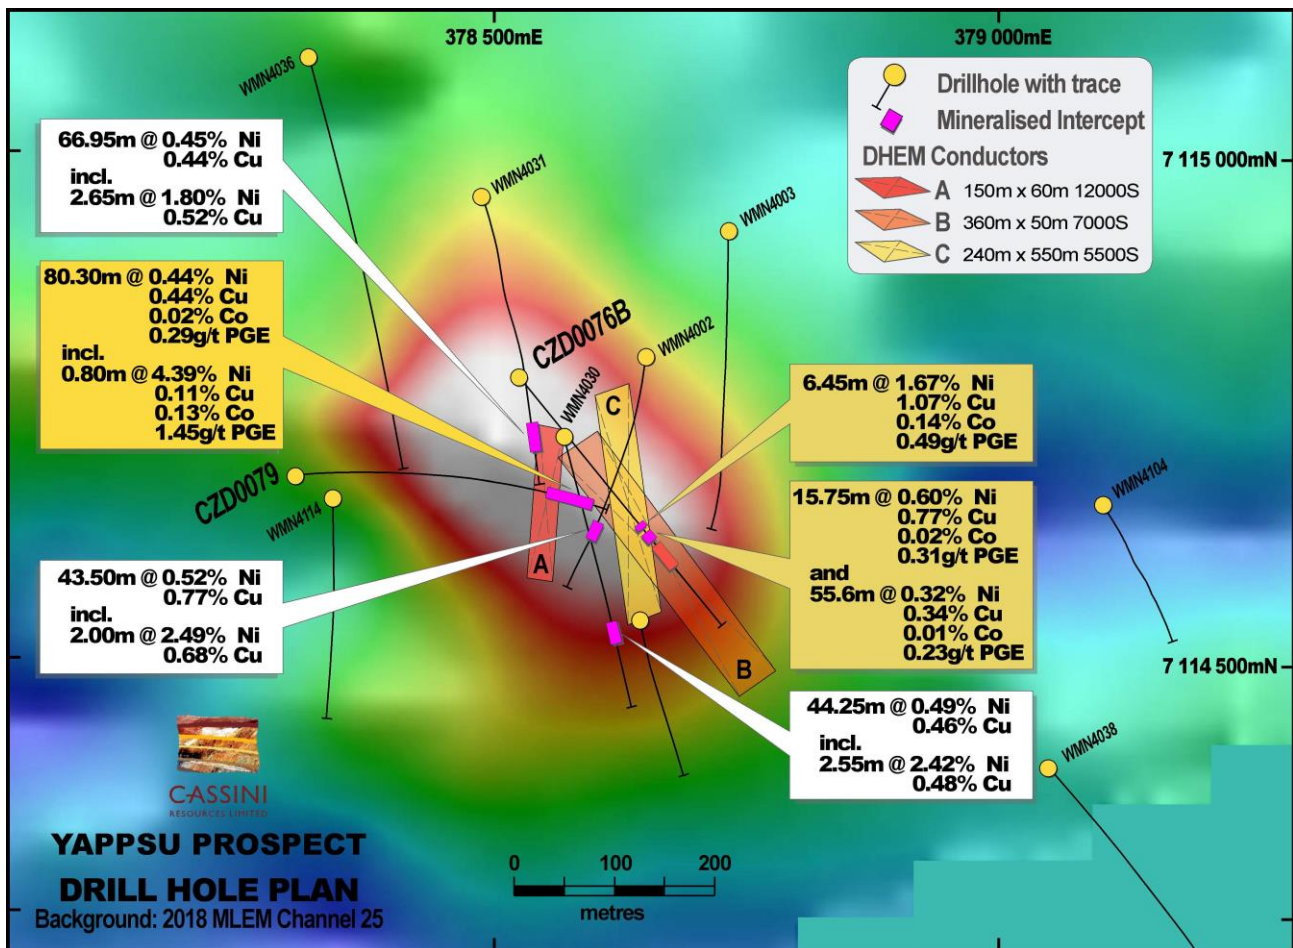 378 500mE
379 000mE
WMN4036
Drillhole with trace
Mineralised Intercept
DHEM Conductors
A 150m x 60m 12000S
B 360m x 50m 7000S
C 240m x 550m 5500S
7 115 000mN
66.95m @ 0.45% Ni
0.44% Cu
incl.
2.65m @ 1.80% Ni
0.52% Cu
WMN4031
WMN4003
80.30m @ 0.44% Ni
0.44% Cu
0.02% Co
0.29g/t PGE
incl.
0.80m @ 4.39% Ni
0.11% Cu
0.13% Co
1.45g/t PGE
CZD0076B
WMN4002
WMN4030
C
6.45m @ 1.67% Ni
1.07% Cu
0.14% Co
0.49g/t PGE
CZD0079
WMN4114
WMN4104
15.75m @ 0.60% Ni
0.77% Cu
0.02% Co
0.31g/t PGE
and
55.6m @ 0.32% Ni
0.34% Cu
0.01% Co
0.23g/t PGE
43.50m @ 0.52% Ni
0.77% Cu
incl.
2.00m @ 2.49% Ni
0.68% Cu
A
B
7 114 500mN
44.25m @ 0.49% Ni
0.46% Cu
incl.
2.55m @ 2.42% Ni
0.48% Cu
WMN4038
CASSINI
RESOURCES LIMITED
YAPPSU PROSPECT
DRILL HOLE PLAN
Background: 2018 MLEM Channel 25
0 100 200
metres